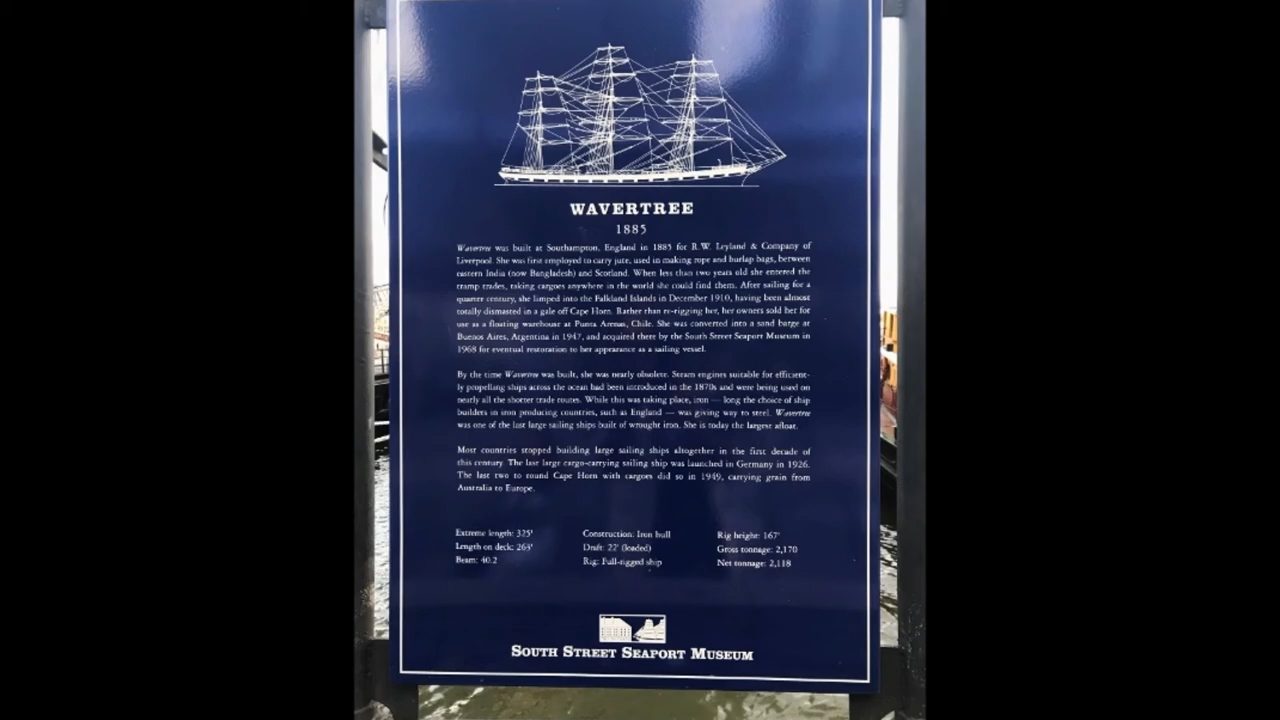 WAVERTREE
1885
Wavertree was built at Southampton, England in 1885 for R.W. Leyland & Company of
Liverpool. She was first employed to carry jute, used in making rope and burlap bags, between
eastern India (now Bangladesh) and Scotland. When less than two years old she entered the
tramp trades, taking cargoes anywhere in the world she could find them. After sailing for a
quarter century, she limped into the Falkland Islands in December 1910, having been almost
totally dismasted in a gale off Cape Horn. Rather than re-rigging her, her owners sold her for
use as a floating warehouse at Punta Arenas, Chile. She was converted into a sand barge at
Buenos Aires, Argentina in 1947, and acquired there by the South Street Seaport Museum in
1968 for eventual restoration to her appearance as a sailing vessel.
By the time Wavertree was built, she was nearly obsolete. Steam engines suitable for efficient-
ly propelling ships across the ocean had been introduced in the 1870s and were being used on
nearly all the shorter trade routes. While this was taking place, iron — long the choice of ship
builders in iron producing countries, such as England — was giving way to steel. Wavertree
was one of the last large sailing ships built of wrought iron. She is today the largest afloat.
Most countries stopped building large sailing ships altogether in the first decade of
this century. The last large cargo-carrying sailing ship was launched in Germany in 1926.
The last two to round Cape Horn with cargoes did so in 1949, carrying grain from
Australia to Europe.
Extreme length: 325' Construction: Iron hull Rig height: 167'
Length on deck: 263' Draft: 22' (loaded) Gross tonnage: 2,170
Beam: 40.2 Rig: Full-rigged ship Net tonnage: 2,118
SOUTH STREET SEAPORT MUSEUM